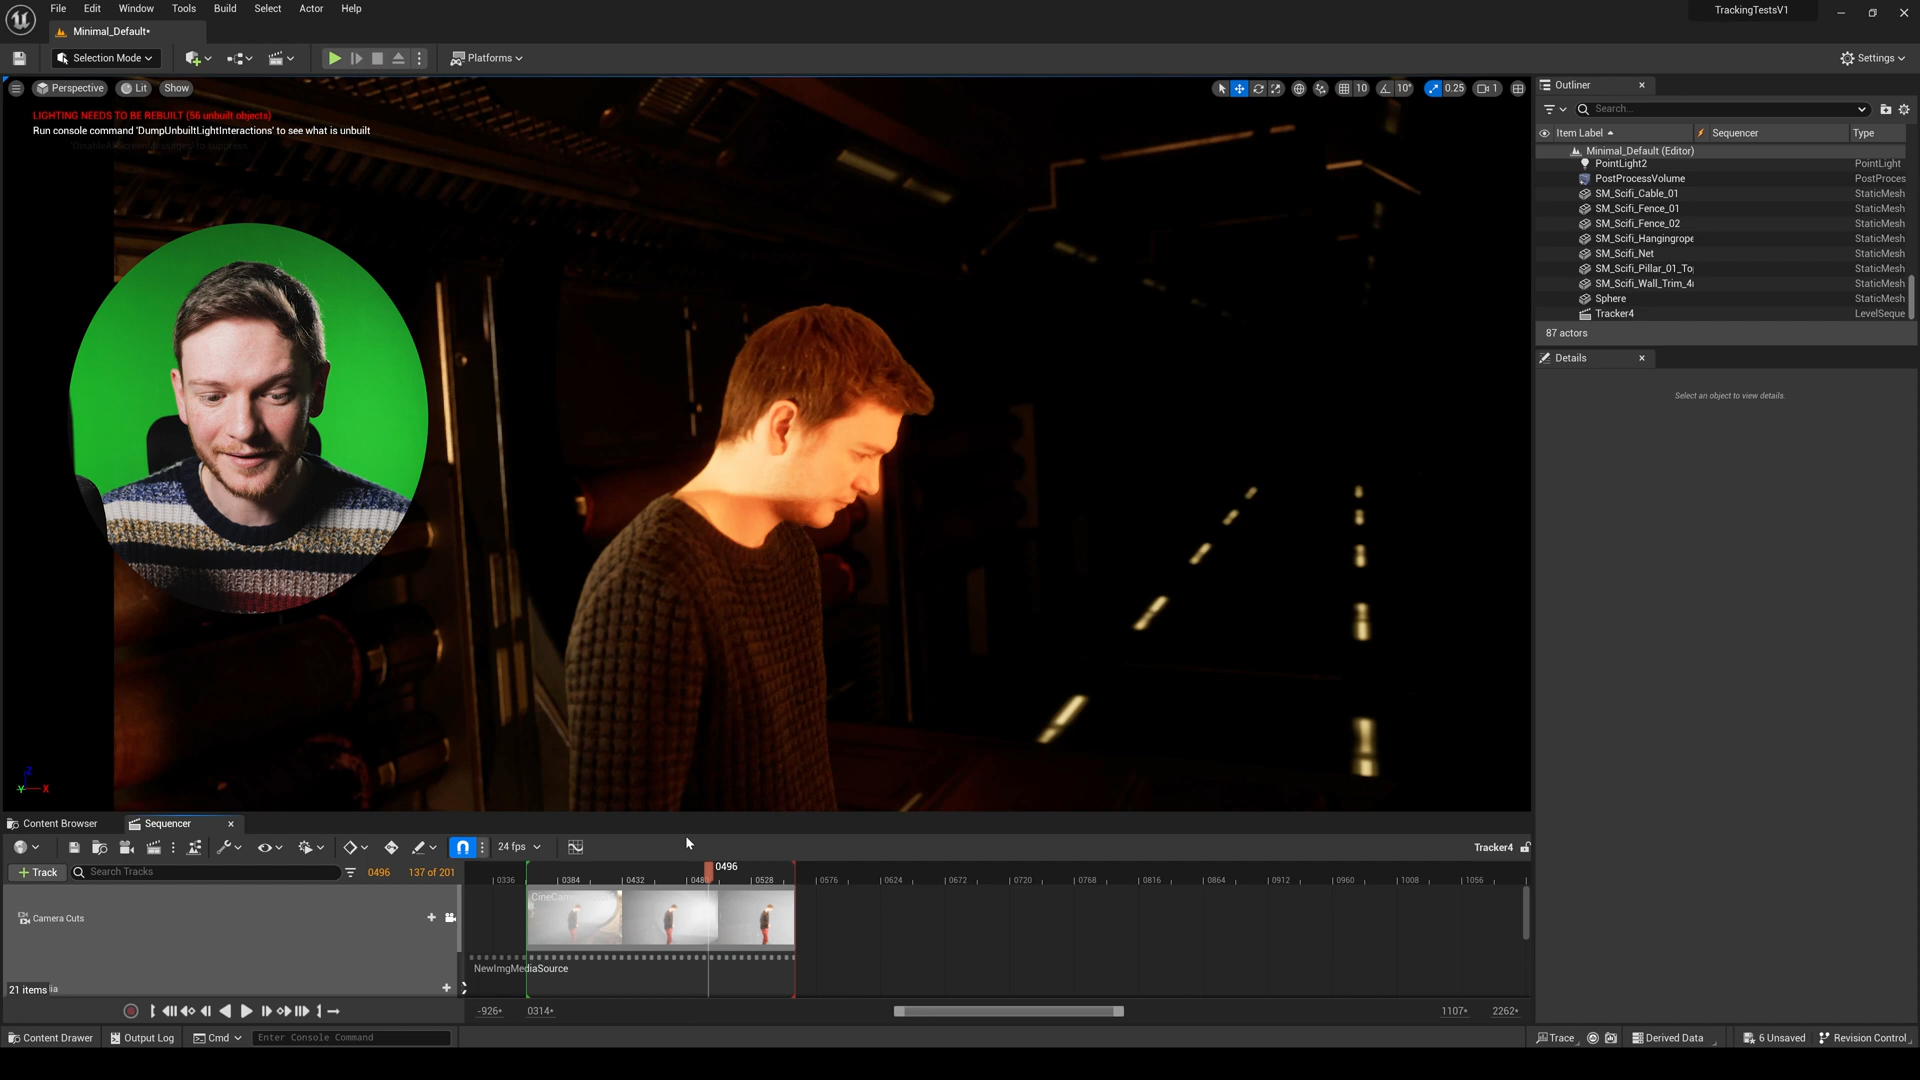 File Edit Window Tools Build Select Actor Help
TrackingTestsV1
Minimal_Default*
Selection Mode
Platforms
Settings
Perspective Lit Show
10 10° 0.25 1
LIGHTING NEEDS TO BE REBUILT (56 unbuilt objects)
Run console command 'DumpUnbuiltLightInteractions' to see what is unbuilt
'DisableAllScreenMessages' to suppress
Outliner
Search...
Item Label Sequencer Type
Minimal_Default (Editor)
PointLight2 PointLight
PostProcessVolume PostProces
SM_Scifi_Cable_01 StaticMesh
SM_Scifi_Fence_01 StaticMesh
SM_Scifi_Fence_02 StaticMesh
SM_Scifi_Hangingrope StaticMesh
SM_Scifi_Net StaticMesh
SM_Scifi_Pillar_01_To StaticMesh
SM_Scifi_Wall_Trim_4 StaticMesh
Sphere StaticMesh
Tracker4 LevelSeque
87 actors
Details
Select an object to view details.
Z
Y X
Content Browser Sequencer
24 fps
Tracker4
Track Search Tracks 0496 137 of 201
0496
0336 0384 0432 0480 0528 0576 0624 0672 0720 0768 0816 0864 0912 0960 1008 1056
Camera Cuts
CineCam
NewImgMediaSource
21 items ia
-926+ 0314+ 1107+ 2262+
Content Drawer Output Log Cmd Enter Console Command
Trace Derived Data 6 Unsaved Revision Control